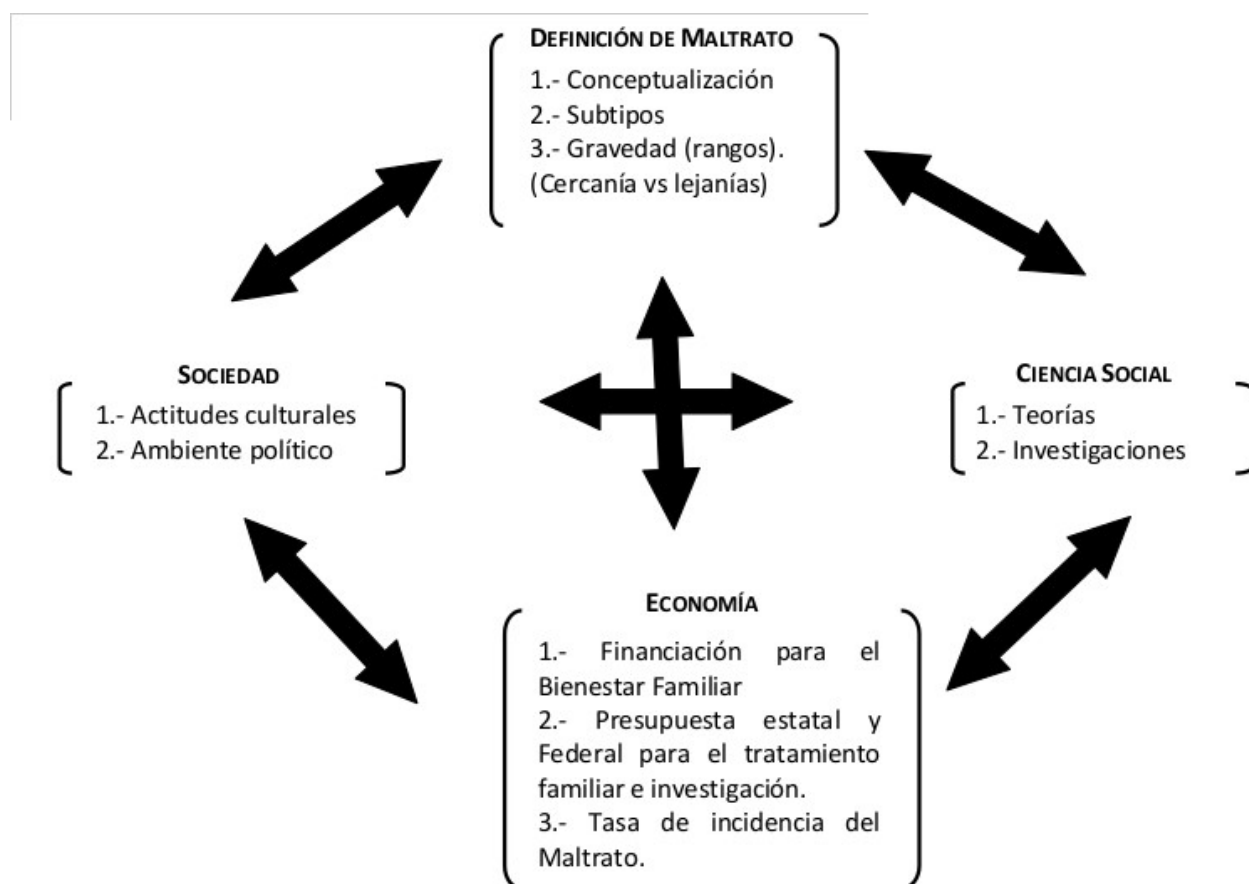 DEFINICIÓN DE MALTRATO
1.- Conceptualización
2.- Subtipos
3.- Gravedad (rangos).
(Cercanía vs lejanías)
SOCIEDAD
1.- Actitudes culturales
2.- Ambiente político
CIENCIA SOCIAL
1.- Teorías
2.- Investigaciones
ECONOMÍA
1.- Financiación para el
Bienestar Familiar
2.- Presupuesta estatal y
Federal para el tratamiento
familiar e investigación.
3.- Tasa de incidencia del
Maltrato.